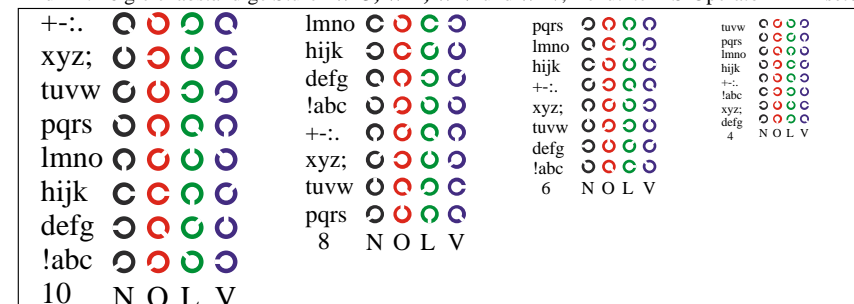 +-:.
xyz;
tuvw
pqrs
lmno
hijk
defg
!abc
10 N O L V
lmno
hijk
defg
!abc
+-:.
xyz;
tuvw
pqrs
8 N O L V
pqrs
lmno
hijk
+-:.
xyz;
tuvw
defg
!abc
6 N O L V
tuvw
pqrs
lmno
hijk
+-:.
!abc
xyz;
defg
4 N O L V